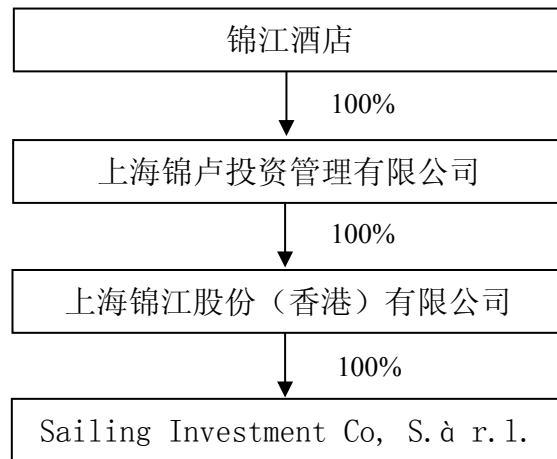 锦江酒店
100%
上海锦卢投资管理有限公司
100%
上海锦江股份（香港）有限公司
100%
Sailing Investment Co, S.à r.l.